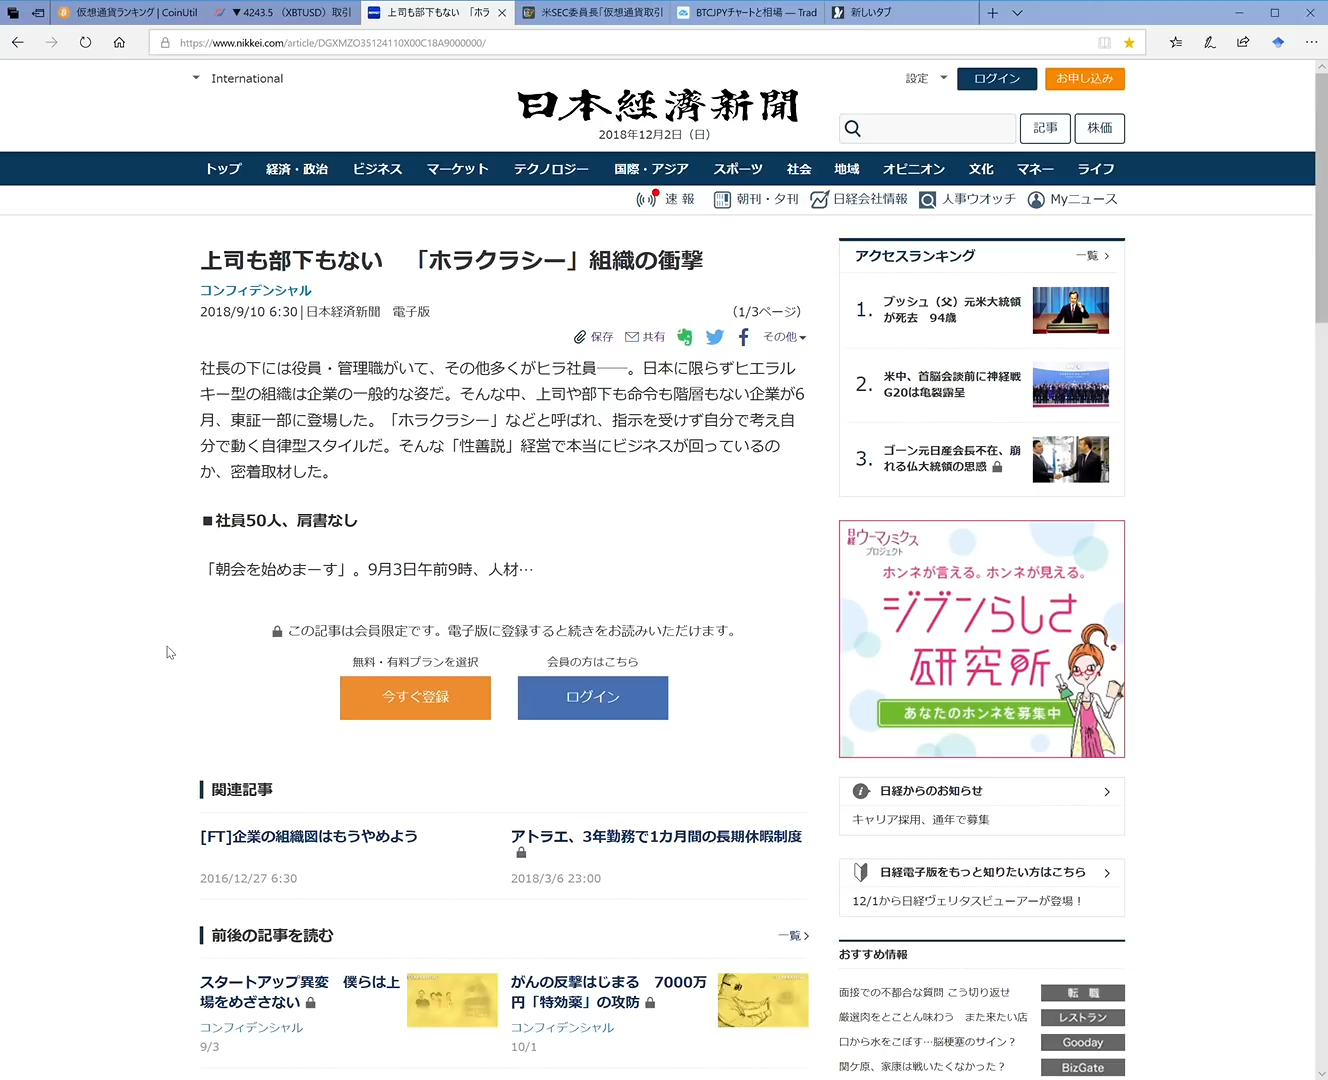 仮想通貨ランキング | CoinUtil
▼ 4243.5 （XBTUSD）取引
上司も部下もない 「ホラ
米SEC委員長「仮想通貨取引
BTCJPYチャートと相場 — Trad
新しいタブ
https://www.nikkei.com/article/DGXMZO35124110X00C18A9000000/
International
設定
ログイン
お申し込み
日本経済新聞
2018年12月2日（日）
記事
株価
トップ 経済・政治 ビジネス マーケット テクノロジー 国際・アジア スポーツ 社会 地域 オピニオン 文化 マネー ライフ
速 報 朝刊・夕刊 日経会社情報 人事ウオッチ Myニュース
上司も部下もない 「ホラクラシー」組織の衝撃
コンフィデンシャル
2018/9/10 6:30 | 日本経済新聞 電子版
（1/3ページ）
保存 共有 その他
社長の下には役員・管理職がいて、その他多くがヒラ社員――。日本に限らずヒエラル
キー型の組織は企業の一般的な姿だ。そんな中、上司や部下も命令も階層もない企業が6
月、東証一部に登場した。「ホラクラシー」などと呼ばれ、指示を受けず自分で考え自
分で動く自律型スタイルだ。そんな「性善説」経営で本当にビジネスが回っているの
か、密着取材した。
■社員50人、肩書なし
「朝会を始めまーす」。9月3日午前9時、人材…
この記事は会員限定です。電子版に登録すると続きをお読みいただけます。
無料・有料プランを選択
会員の方はこちら
今すぐ登録
ログイン
関連記事
[FT]企業の組織図はもうやめよう
2016/12/27 6:30
アトラエ、3年勤務で1カ月間の長期休暇制度
2018/3/6 23:00
前後の記事を読む
一覧
スタートアップ異変 僕らは上
場をめざさない
コンフィデンシャル
9/3
がんの反撃はじまる 7000万
円「特効薬」の攻防
コンフィデンシャル
10/1
アクセスランキング
一覧
1. ブッシュ（父）元米大統領
が死去 94歳
2. 米中、首脳会談前に神経戦
G20は亀裂露呈
3. ゴーン元日産会長不在、崩
れる仏大統領の思惑
日経ウーマノミクス
プロジェクト
ホンネが言える。ホンネが見える。
ジブンらしさ
研究所
あなたのホンネを募集中
日経からのお知らせ
キャリア採用、通年で募集
日経電子版をもっと知りたい方はこちら
12/1から日経ヴェリタスビューアーが登場！
おすすめ情報
面接での不都合な質問 こう切り返せ
転 職
厳選肉をとことん味わう また来たい店
レストラン
口から水をこぼす…脳梗塞のサイン？
Gooday
関ケ原、家康は戦いたくなかった？
BizGate